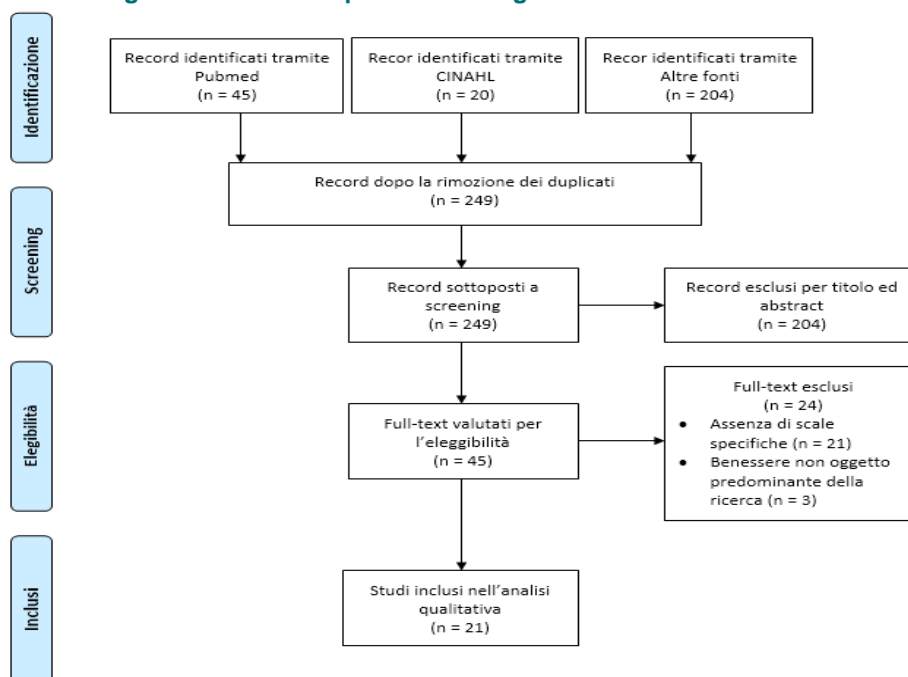 Identificazione
Record identificati tramite
Pubmed
(n = 45)
Recor identificati tramite
CINAHL
(n = 20)
Recor identificati tramite
Altre fonti
(n = 204)
Record dopo la rimozione dei duplicati
(n = 249)
Screening
Record sottoposti a
screening
(n = 249)
Record esclusi per titolo ed
abstract
(n = 204)
Elegibilità
Full-text valutati per
l'eleggibilità
(n = 45)
Full-text esclusi
(n = 24)
• Assenza di scale
specifiche (n = 21)
• Benessere non oggetto
predominante della
ricerca (n = 3)
Inclusi
Studi inclusi nell'analisi
qualitativa
(n = 21)